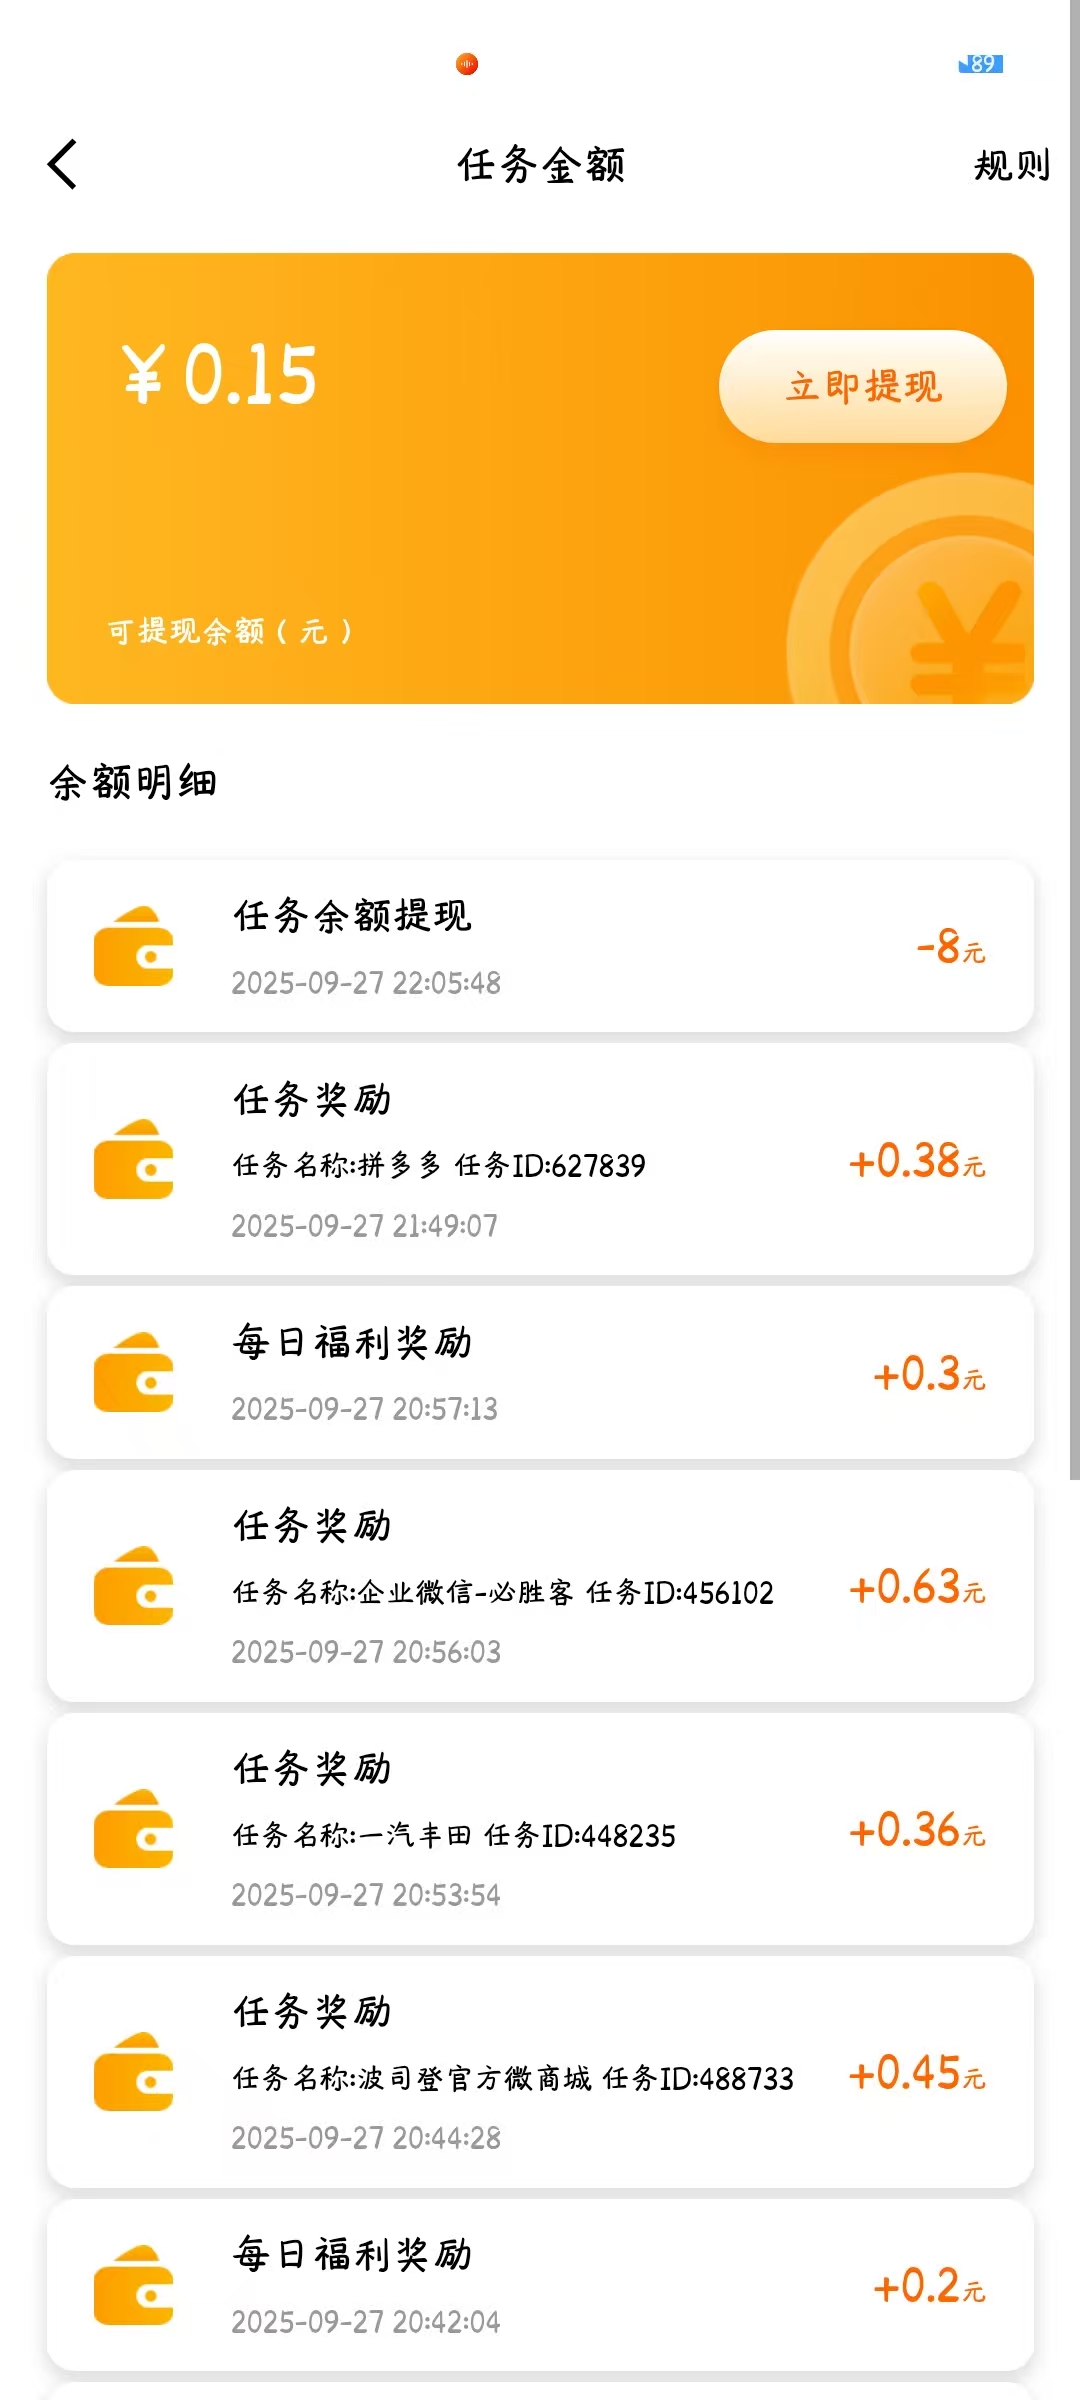 89
任务金额
规则
¥ 0.15
立即提现
可提现余额（元）
余额明细
任务余额提现
-8元
2025-09-27 22:05:48
任务奖励
任务名称:拼多多 任务ID:627839
+0.38元
2025-09-27 21:49:07
每日福利奖励
+0.3元
2025-09-27 20:57:13
任务奖励
任务名称:企业微信-必胜客 任务ID:456102
+0.63元
2025-09-27 20:56:03
任务奖励
任务名称:一汽丰田 任务ID:448235
+0.36元
2025-09-27 20:53:54
任务奖励
任务名称:波司登官方微商城 任务ID:488733
+0.45元
2025-09-27 20:44:28
每日福利奖励
+0.2元
2025-09-27 20:42:04